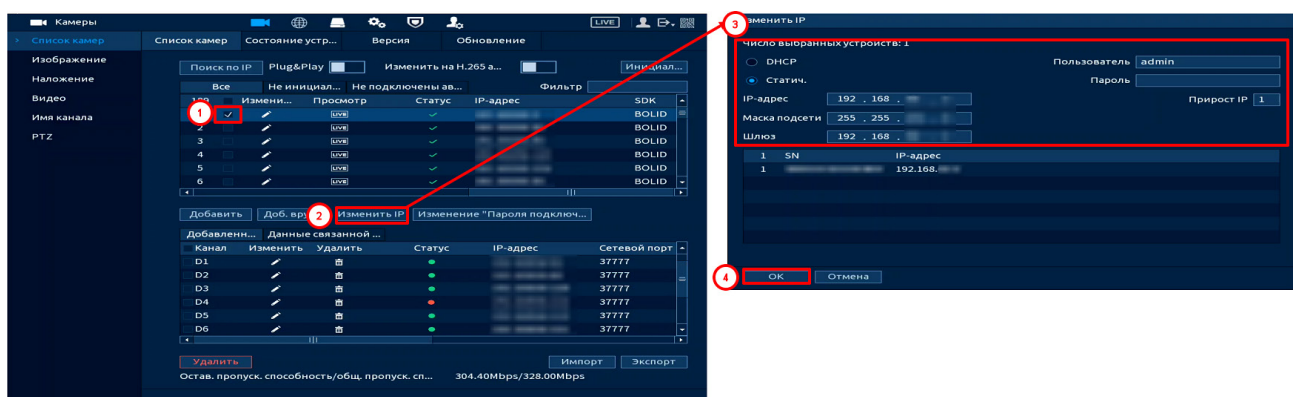 Камеры
LIVE
Список камер
Изображение
Наложение
Видео
Имя канала
PTZ
Список камер Состояние устр... Версия Обновление
Поиск по IP Plug&Play Изменить на H.265 а... Инициал...
Все Не инициал... Не подключены ав... Фильтр
Измени... Просмотр Статус IP-адрес SDK
1 LIVE BOLID
2 LIVE BOLID
3 LIVE BOLID
4 LIVE BOLID
5 LIVE BOLID
6 LIVE BOLID
Добавить Доб. вру 2 Изменить IP Изменение "Пароля подключ...
Добавленн... Данные связанной ...
Канал Изменить Удалить Статус IP-адрес Сетевой порт
D1 37777
D2 37777
D3 37777
D4 37777
D5 37777
D6 37777
Удалить Импорт Экспорт
Остав. пропуск. способность/общ. пропуск. сп... 304.40Mbps/328.00Mbps
3
зменить IP
Число выбранных устройств: 1
DHCP Пользователь admin
Статич. Пароль
IP-адрес 192 . 168 . Прирост IP 1
Маска подсети 255 . 255 .
Шлюз 192 . 168 .
1 SN IP-адрес
1 192.168.
4 OK Отмена